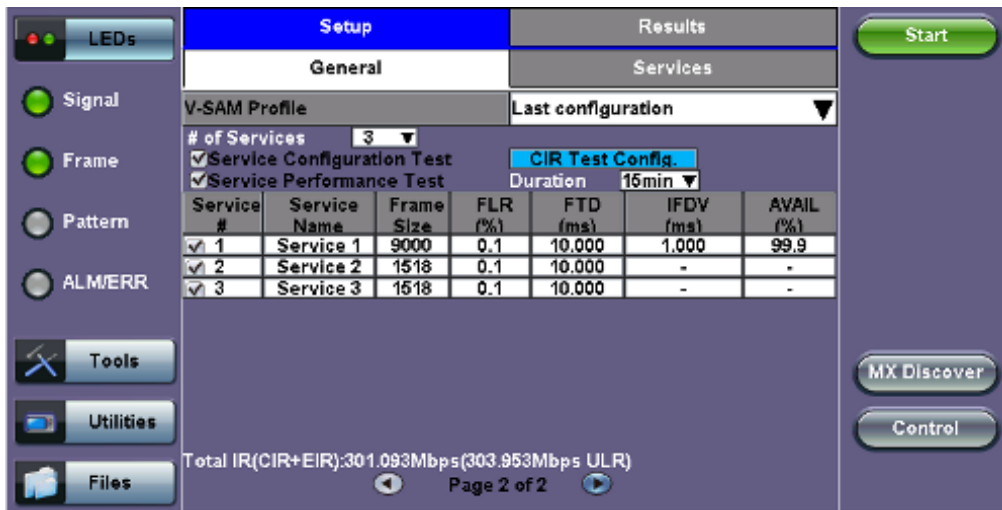 LEDs
Setup
Results
Start
General
Services
Signal
V-SAM Profile
Last configuration
# of Services 3
Service Configuration Test
CIR Test Config.
Frame
Service Performance Test
Duration 15min
Service # Service Name Frame Size FLR (%) FTD (ms) IFDV (ms) AVAIL (%)
Pattern
1 Service 1 9000 0.1 10.000 1.000 99.9
2 Service 2 1518 0.1 10.000 - -
ALM/ERR
3 Service 3 1518 0.1 10.000 - -
Tools
MX Discover
Utilities
Control
Total IR(CIR+EIR):301.093Mbps(303.953Mbps ULR)
Files
Page 2 of 2